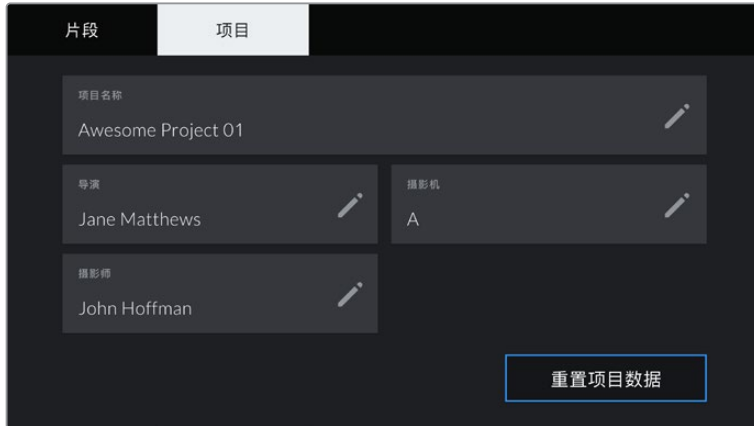 片段 项目
项目名称
Awesome Project 01
导演 摄影机
Jane Matthews A
摄影师
John Hoffman
重置项目数据